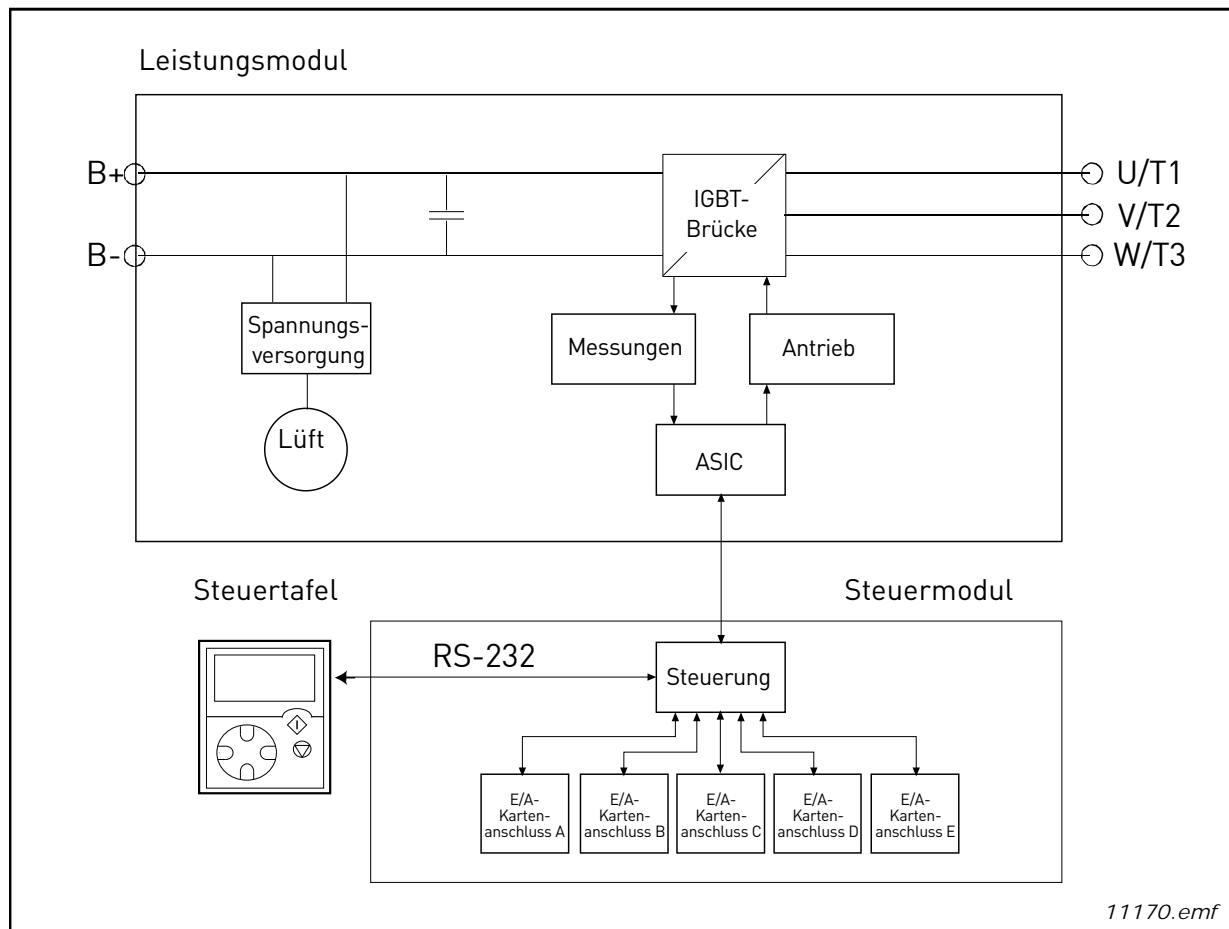 Leistungsmodul
B+
IGBT-
Brücke
U/T1
V/T2
B-
W/T3
Spannungs-
versorgung
Messungen
Antrieb
Lüft
ASIC
Steuertafel
Steuermodul
RS-232
Steuerung
E/A-
Karten-
anschluss A
E/A-
Karten-
anschluss B
E/A-
Karten-
anschluss C
E/A-
Karten-
anschluss D
E/A-
Karten-
anschluss E
11170.emf